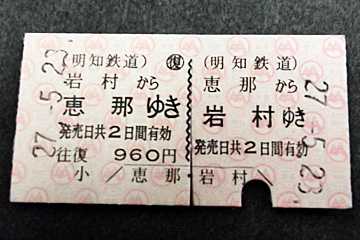 27.-5.23
(明知鉄道) 復
岩村から
恵那ゆき
発売日共2日間有効
往復 960円
小/恵那
(明知鉄道)
恵那から
岩村ゆき
発売日共2日間有効
岩村/
27.-5.23